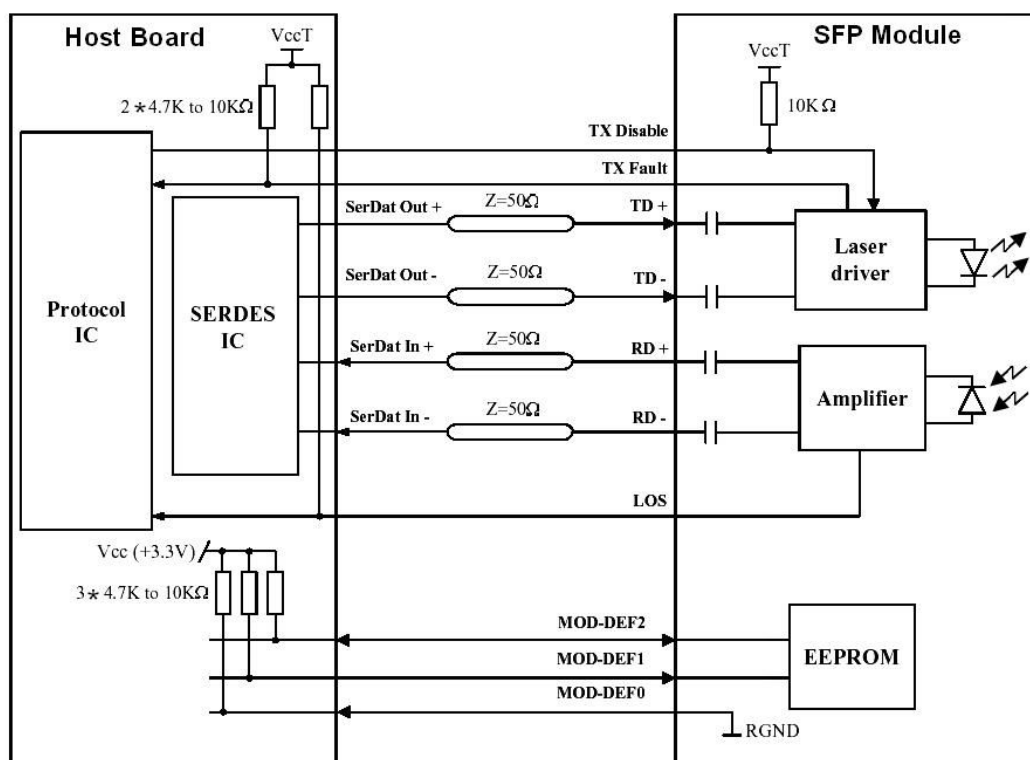 Host Board
SFP Module
VccT
VccT
2*4.7K to 10KΩ
10KΩ
TX Disable
TX Fault
SerDat Out +
Z=50Ω
TD +
Laser
driver
SerDat Out -
Z=50Ω
TD -
Protocol
IC
SERDES
IC
SerDat In +
Z=50Ω
RD +
Amplifier
SerDat In -
Z=50Ω
RD -
LOS
Vcc (+3.3V)
3*4.7K to 10KΩ
MOD-DEF2
EEPROM
MOD-DEF1
MOD-DEF0
RGND